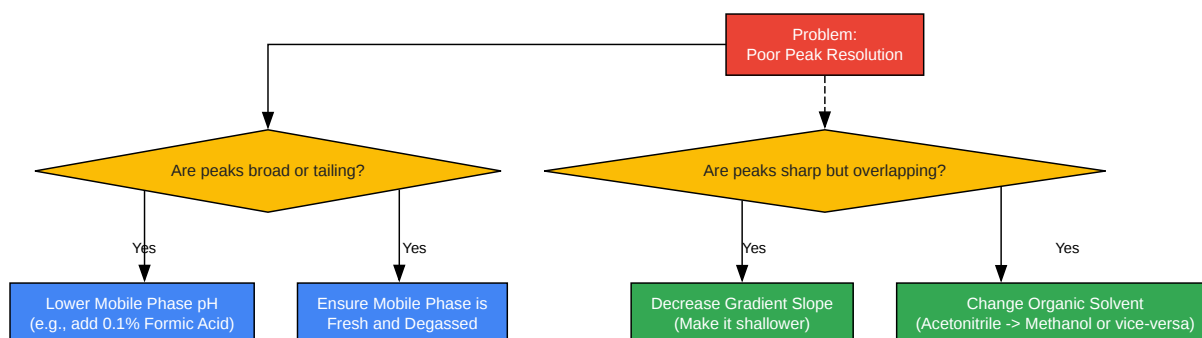 Problem:
Poor Peak Resolution
Are peaks broad or tailing?
Are peaks sharp but overlapping?
Yes
Yes
Yes
Yes
Lower Mobile Phase pH
(e.g., add 0.1% Formic Acid)
Ensure Mobile Phase is
Fresh and Degassed
Decrease Gradient Slope
(Make it shallower)
Change Organic Solvent
(Acetonitrile -> Methanol or vice-versa)